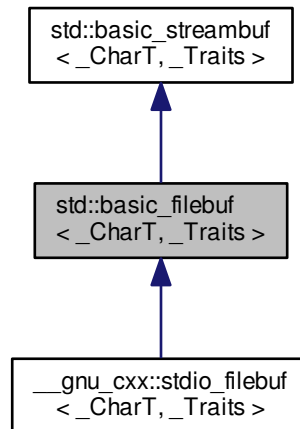 std::basic_streambuf
< _CharT, _Traits >
std::basic_filebuf
< _CharT, _Traits >
__gnu_cxx::stdio_filebuf
< _CharT, _Traits >